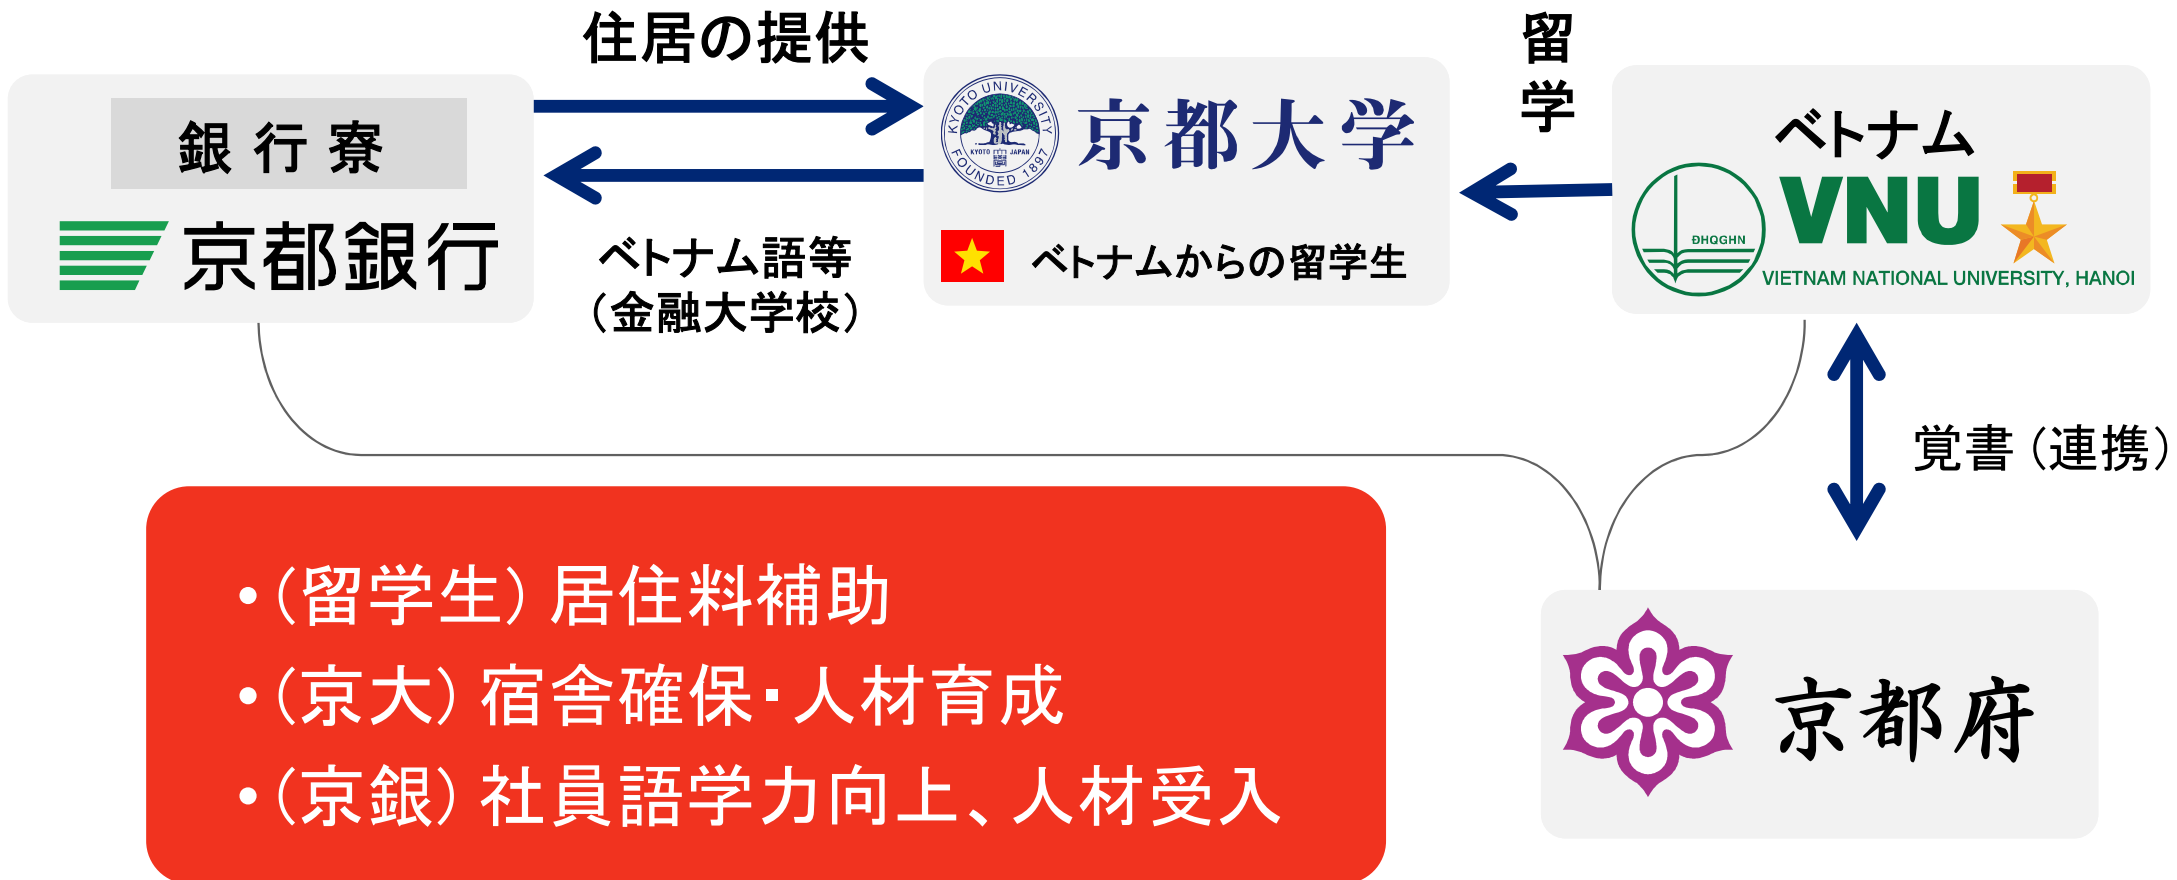 住居の提供
留
学
銀行寮
京都銀行
KYOTO UNIVERSITY
KYOTO JAPAN
FOUNDED 1897
京都大学
ベトナムからの留学生
ベトナム語等
（金融大学校）
ベトナム
ĐHQGHN
VNU
VIETNAM NATIONAL UNIVERSITY, HANOI
覚書（連携）
•（留学生）居住料補助
•（京大）宿舎確保・人材育成
•（京銀）社員語学力向上、人材受入
京都府